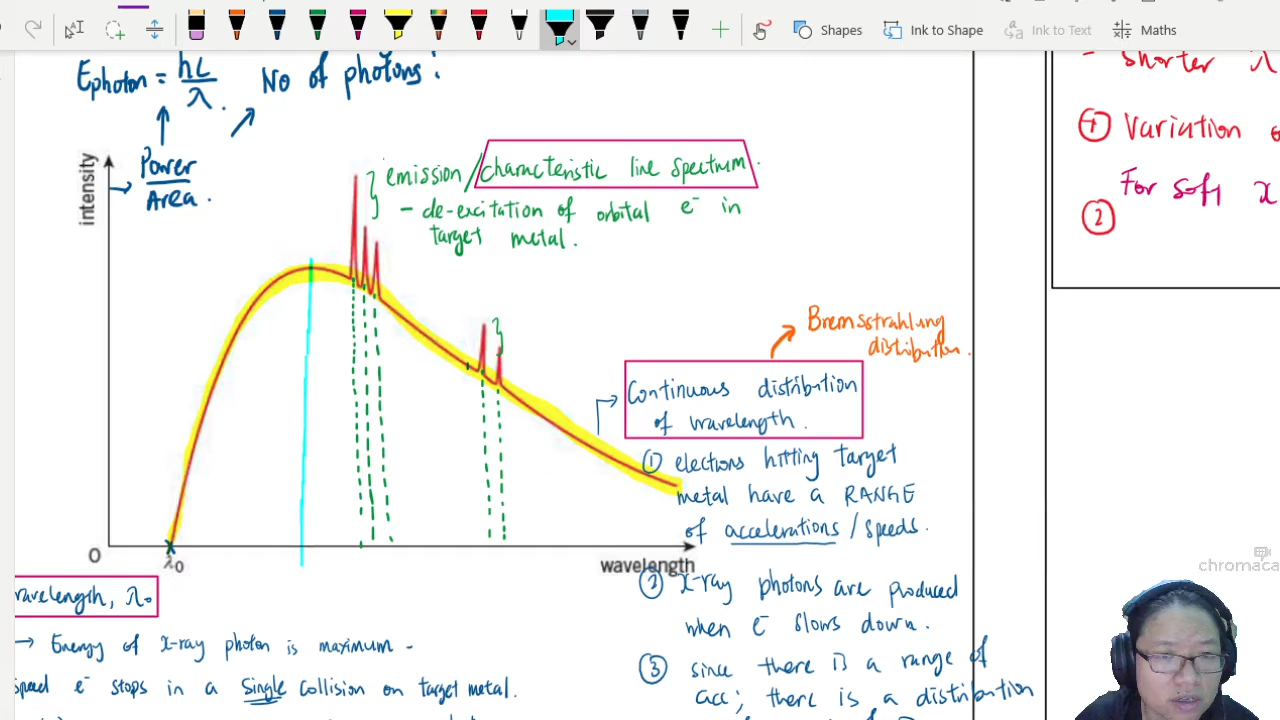 Shapes
Ink to Shape
Ink to Text
Maths
Ephoton = hc/λ.
No of photons!
intensity
Power
Area.
emission/characteristic line spectrum.
- de-excitation of orbital e⁻ in
target metal.
Bremsstrahlung
distribution.
Continuous distribution
of wavelength.
① electrons hitting target
metal have a RANGE
of accelerations/speeds.
0
λ₀
wavelength
② x-ray photons are produced
when e⁻ slows down.
③ since there is a range of
acc; there is a distribution
wavelength, λ₀
→ Energy of x-ray photon is maximum -
speed e⁻ stops in a single collision on target metal.
- shorter λ
① Variation
For soft x
②
chromaca